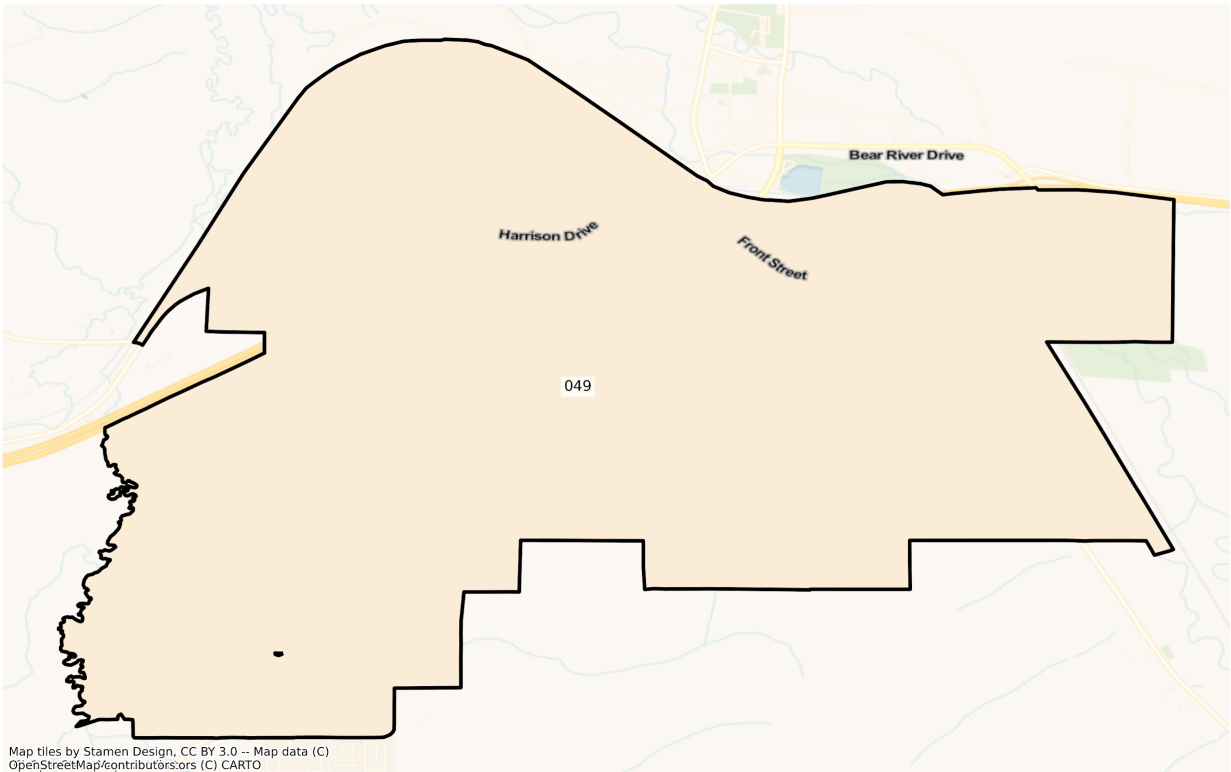 Bear River Drive
Harrison Drive
Front Street
049
Map tiles by Stamen Design, CC BY 3.0 -- Map data (C)
OpenStreetMap contributors
(C) CARTO